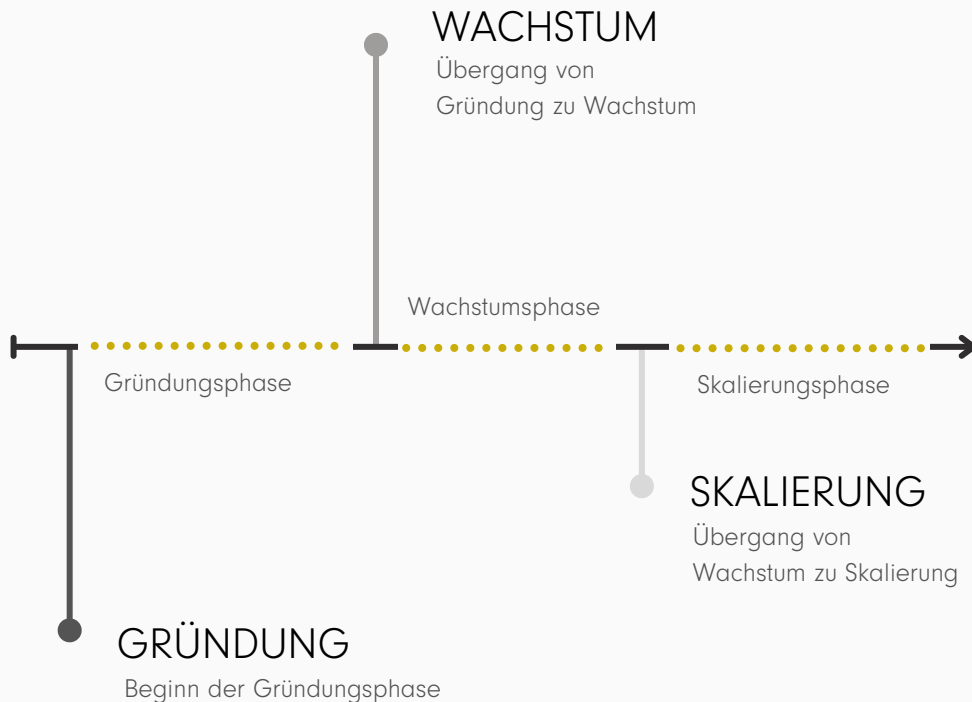 WACHSTUM
Übergang von
Gründung zu Wachstum
Wachstumsphase
Gründungsphase
Skalierungsphase
SKALIERUNG
Übergang von
Wachstum zu Skalierung
GRÜNDUNG
Beginn der Gründungsphase